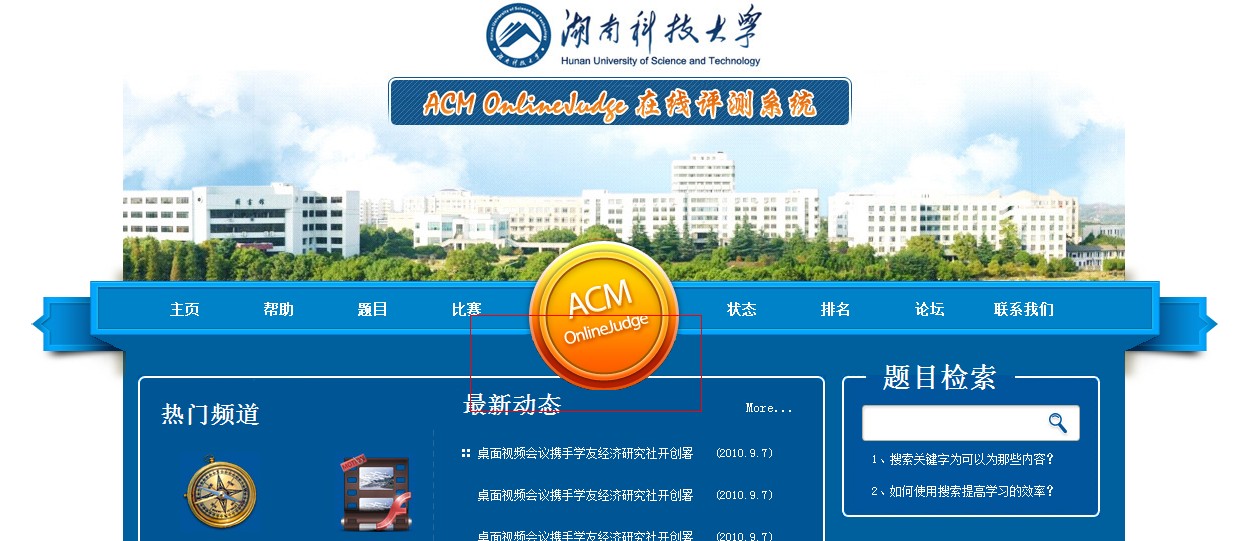 湖南科技大学
Hunan University of Science and Technology
ACM OnlineJudge 在线评测系统
图书馆
主页 帮助 题目 比赛 状态 排名 论坛 联系我们
ACM
OnlineJudge
热门频道
最新动态
More...
桌面视频会议携手学友经济研究社开创署 (2010.9.7)
桌面视频会议携手学友经济研究社开创署 (2010.9.7)
桌面视频会议携手学友经济研究社开创署 (2010.9.7)
题目检索
1、搜索关键字为可以为那些内容?
2、如何使用搜索提高学习的效率?
HOT!